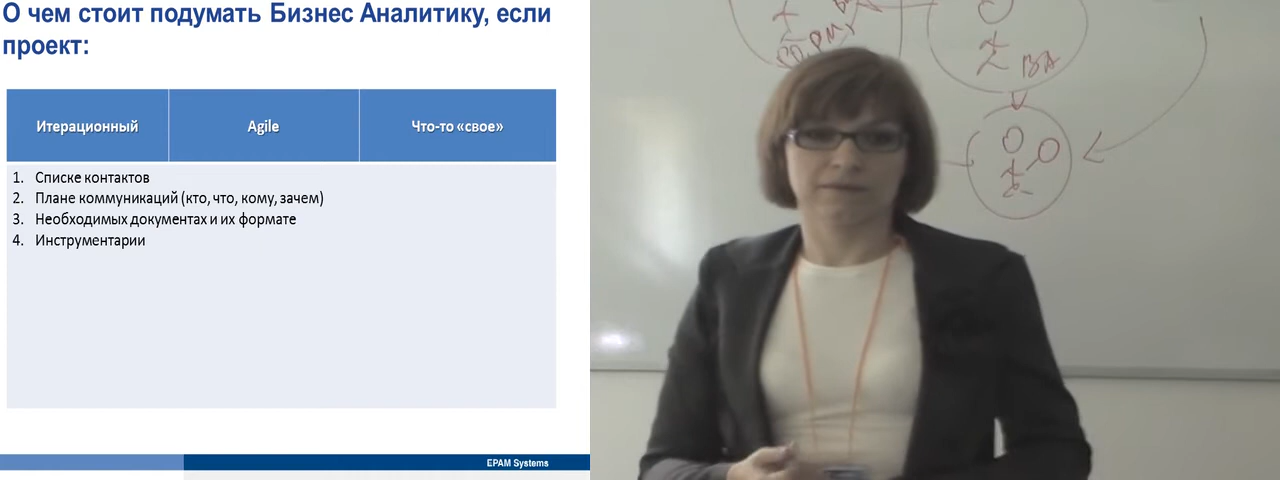 О чем стоит подумать Бизнес Аналитику, если
проект:
Итерационный
Agile
Что-то «свое»
1. Списке контактов
2. Плане коммуникаций (кто, что, кому, зачем)
3. Необходимых документах и их формате
4. Инструментарии
EPAM Systems
BA